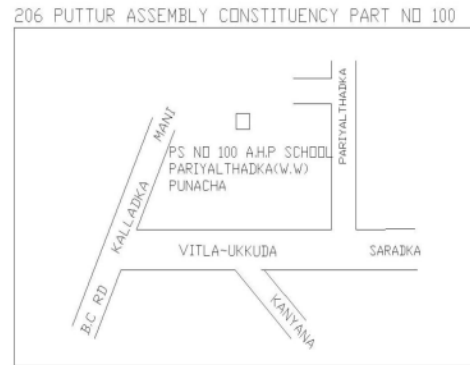 206 PUTTUR ASSEMBLY CONSTITUENCY PART NO 100
MANI
PARIYALTHADKA
PS NO 100 A.H.P SCHOOL
PARIYALTHADKA(W.W)
PUNACHA
KALLADKA
VITLA-UKKUDA
SARADKA
B.C RD
KANYANA